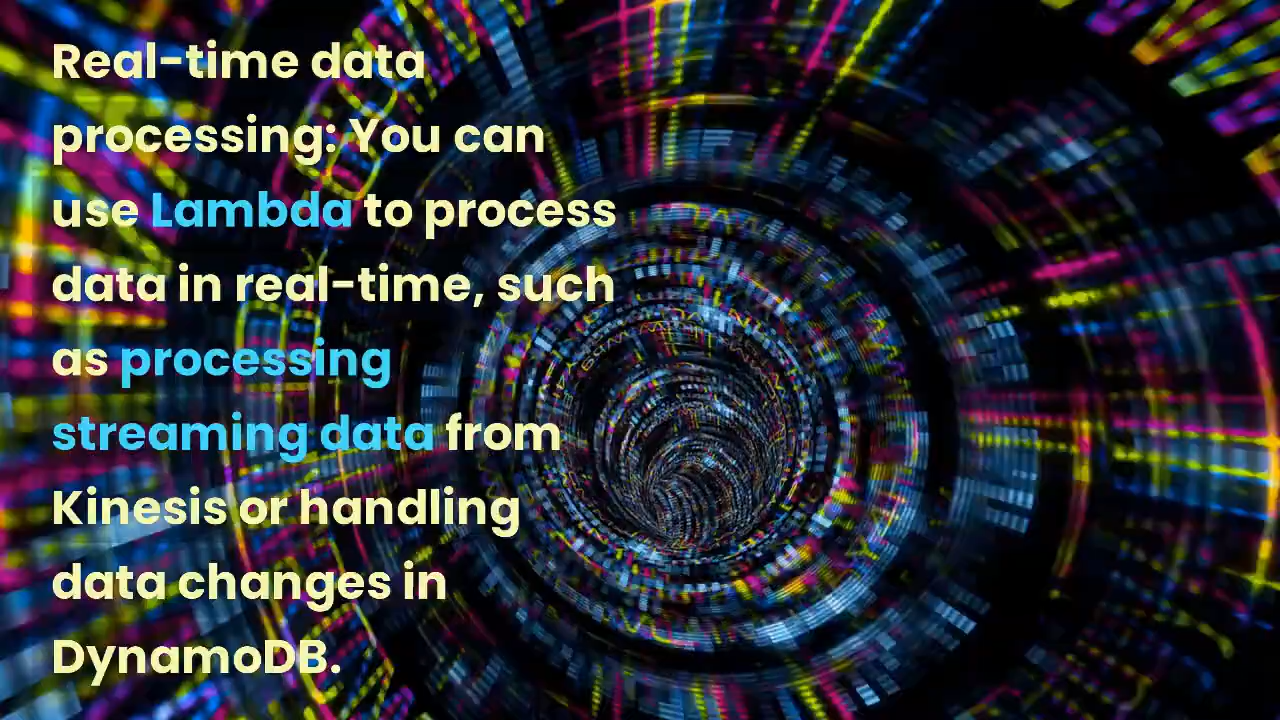 Real-time data
processing: You can
use Lambda to process
data in real-time, such
as processing
streaming data from
Kinesis or handling
data changes in
DynamoDB.